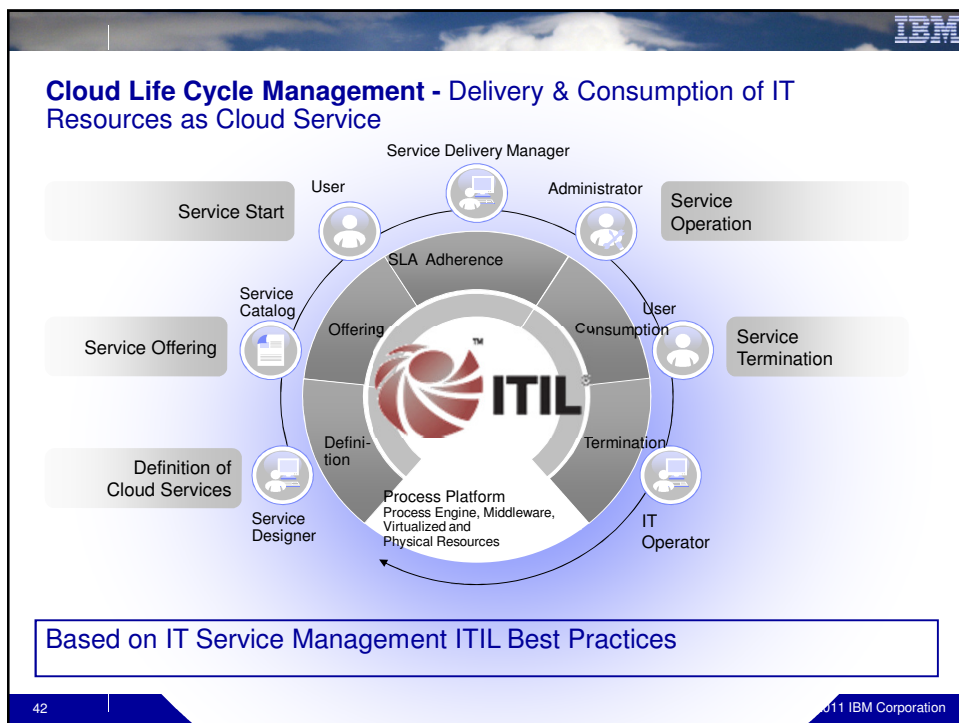 IBM
Cloud Life Cycle Management - Delivery & Consumption of IT
Resources as Cloud Service
Service Delivery Manager
User
Administrator
Service Start
Service
Operation
SLA Adherence
Service
Catalog
User
Offering
Consumption
Service Offering
Service
Termination
™
ITIL
®
Defini-
tion
Termination
Definition of
Cloud Services
Process Platform
Process Engine, Middleware,
Virtualized and
Physical Resources
Service
Designer
IT
Operator
Based on IT Service Management ITIL Best Practices
42
011 IBM Corporation